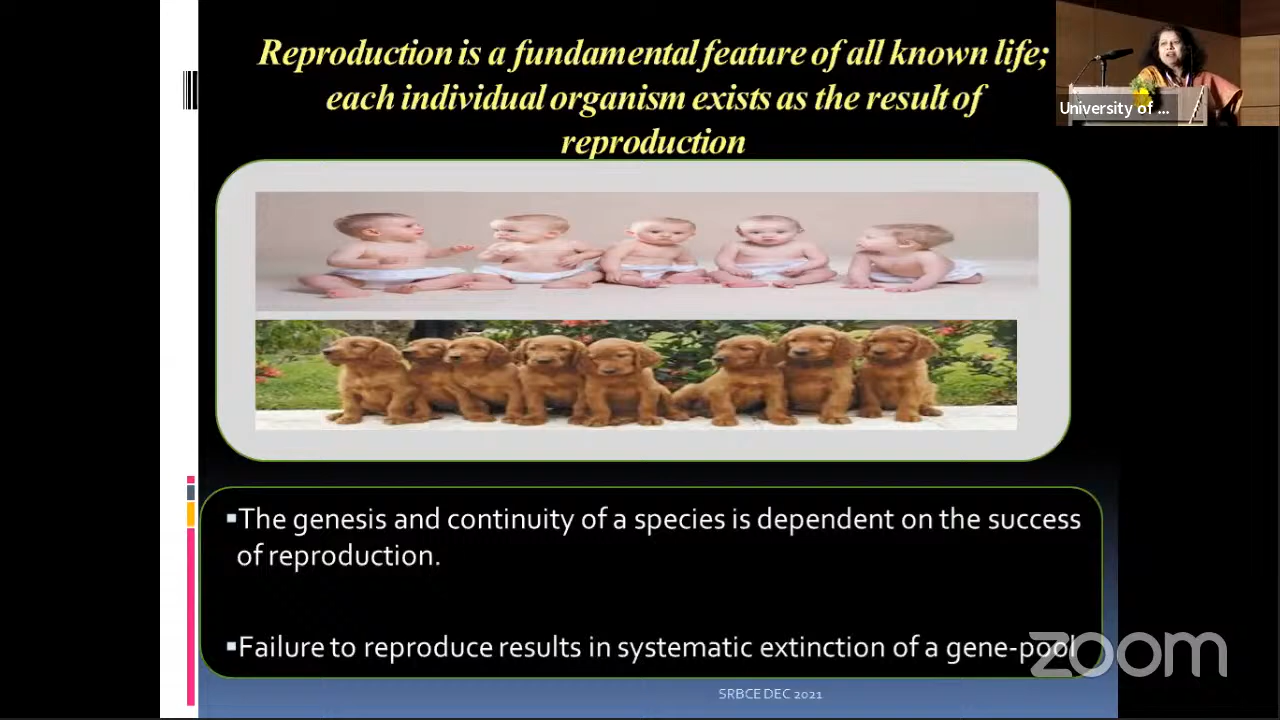 Reproduction is a fundamental feature of all known life;
each individual organism exists as the result of
reproduction
University of ...
▪The genesis and continuity of a species is dependent on the success
of reproduction.
▪Failure to reproduce results in systematic extinction of a gene-pool
zoom
SRBCE DEC 2021